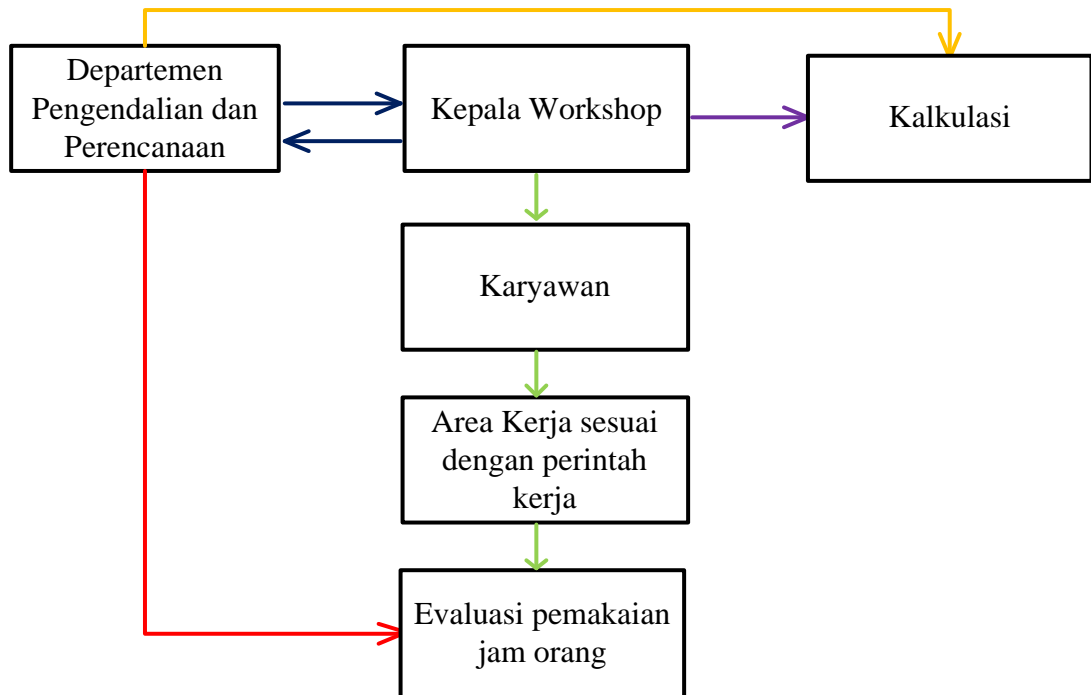 Departemen
Pengendalian dan
Perencanaan
Kepala Workshop
Kalkulasi
Karyawan
Area Kerja sesuai
dengan perintah
kerja
Evaluasi pemakaian
jam orang